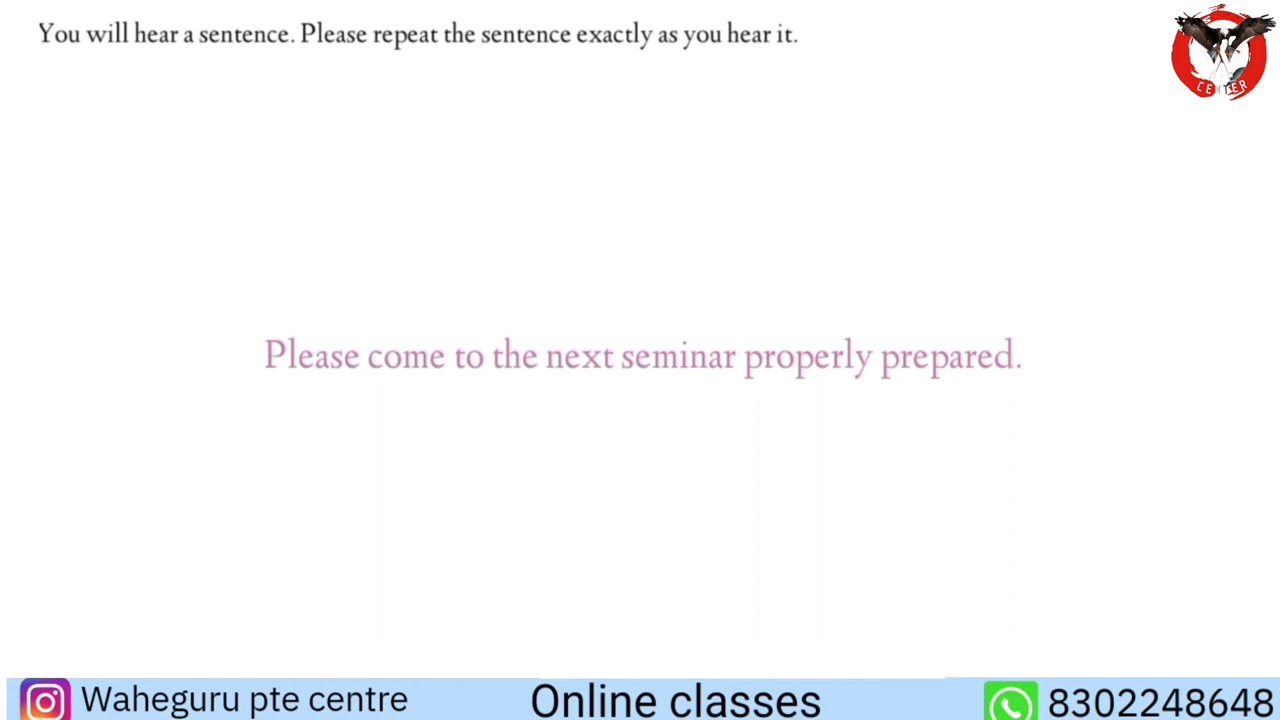 You will hear a sentence. Please repeat the sentence exactly as you hear it.
CENTER
Please come to the next seminar properly prepared.
Waheguru pte centre
Online classes
8302248648